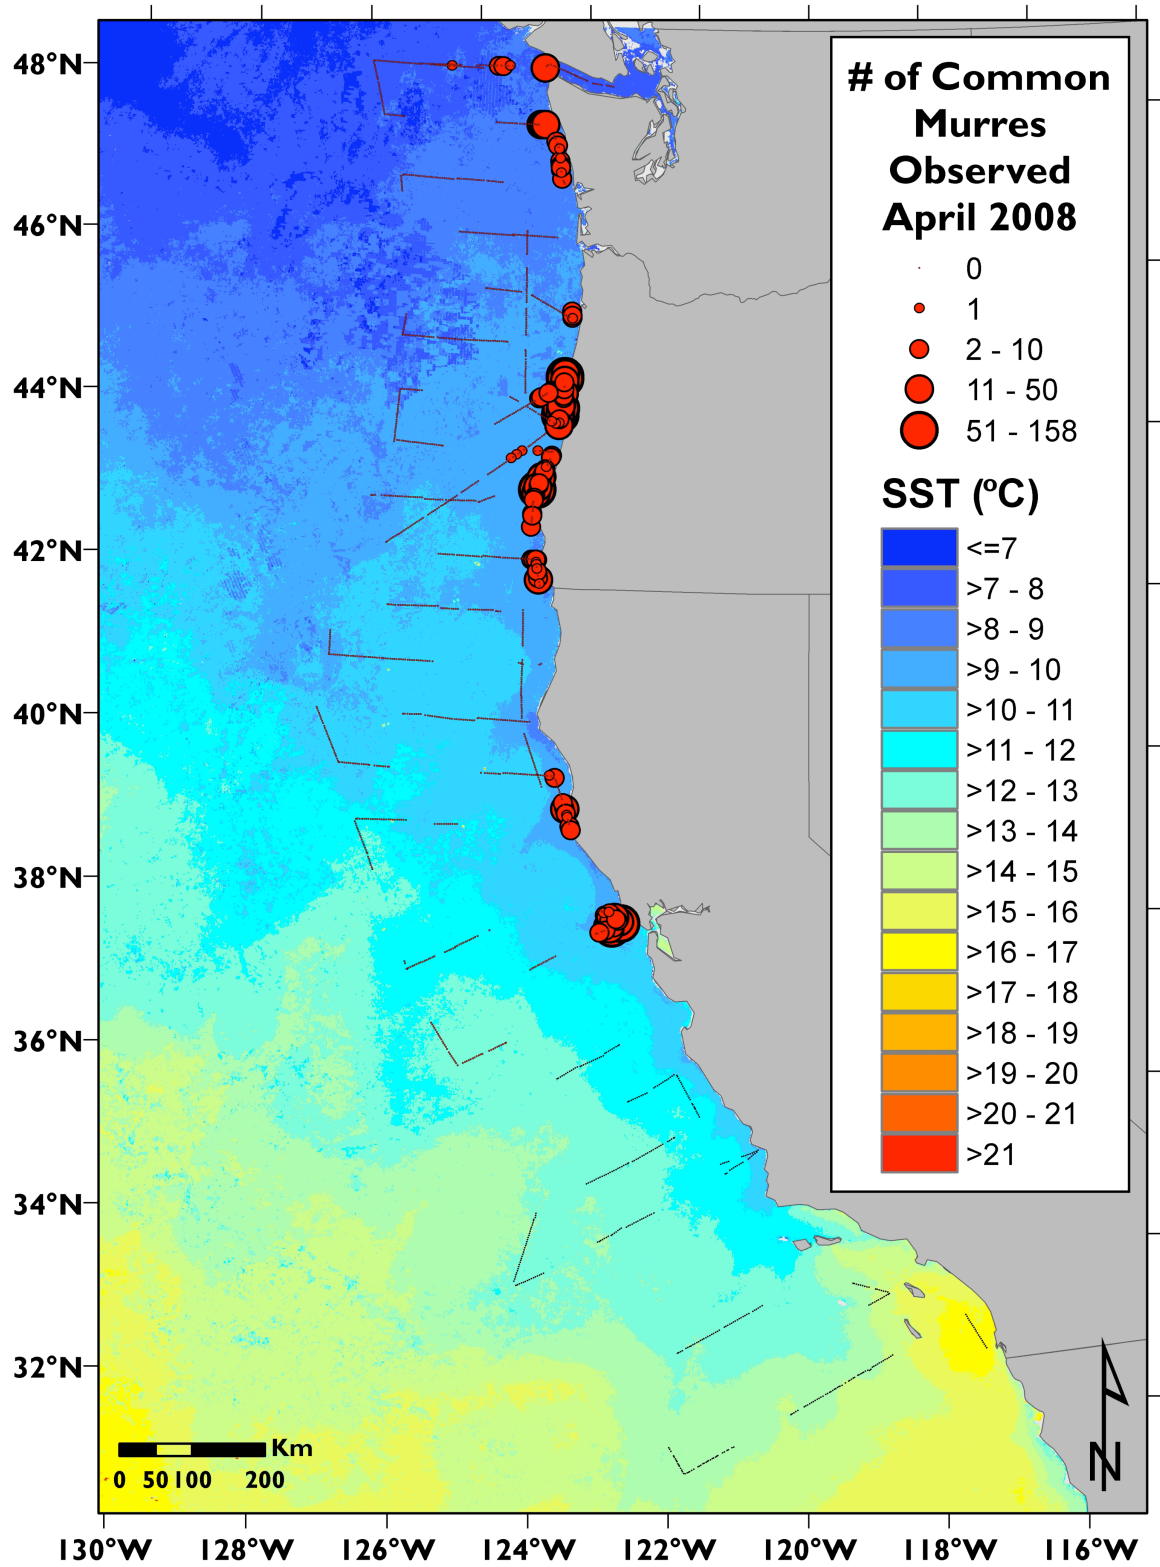 # of Common
Murres
Observed
April 2008
0
1
2 - 10
11 - 50
51 - 158
SST (ºC)
<=7
>7 - 8
>8 - 9
>9 - 10
>10 - 11
>11 - 12
>12 - 13
>13 - 14
>14 - 15
>15 - 16
>16 - 17
>17 - 18
>18 - 19
>19 - 20
>20 - 21
>21
48°N
46°N
44°N
42°N
40°N
38°N
36°N
34°N
32°N
Km
0 50 100 200
N
130°W 128°W 126°W 124°W 122°W 120°W 118°W 116°W